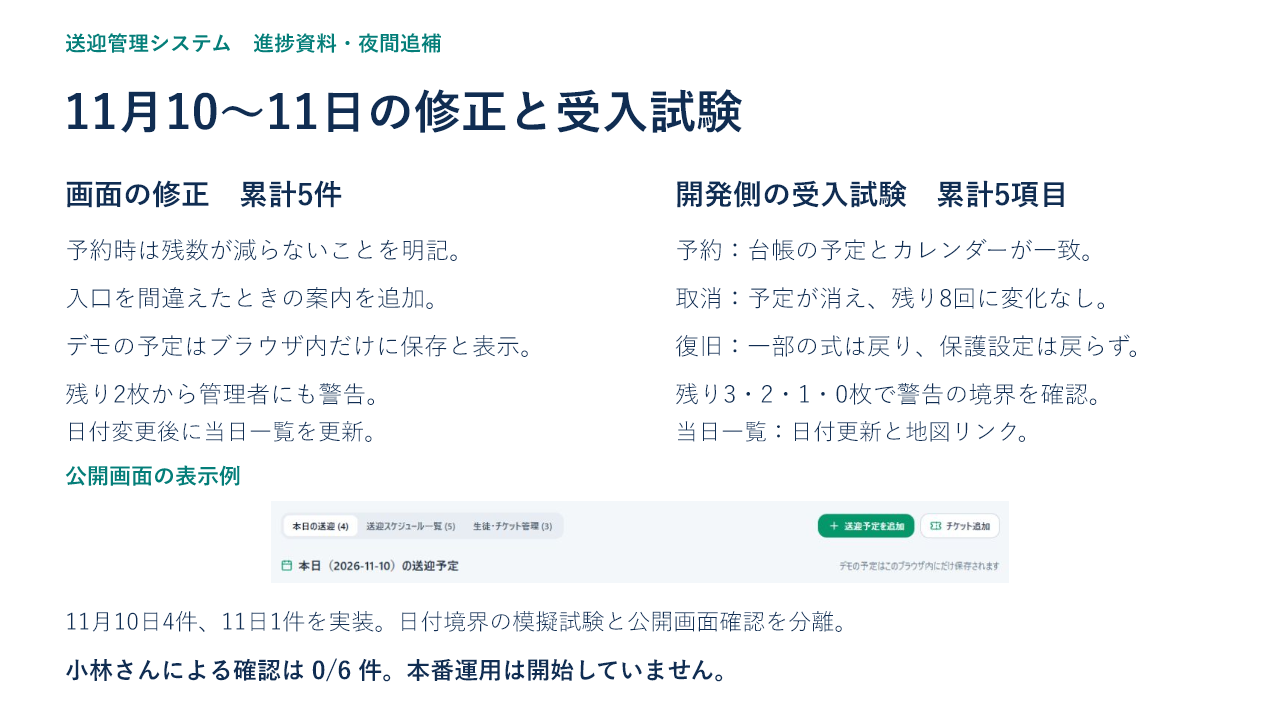 送迎管理システム　進捗資料・夜間追補
11月10～11日の修正と受入試験
画面の修正　累計5件
予約時は残数が減らないことを明記。
入口を間違えたときの案内を追加。
デモの予定はブラウザ内だけに保存と表示。
残り2枚から管理者にも警告。
日付変更後に当日一覧を更新。
開発側の受入試験　累計5項目
予約：台帳の予定とカレンダーが一致。
取消：予定が消え、残り8回に変化なし。
復旧：一部の式は戻り、保護設定は戻らず。
残り3・2・1・0枚で警告の境界を確認。
当日一覧：日付更新と地図リンク。
公開画面の表示例
本日の送迎 (4)　送迎スケジュール一覧 (5)　生徒・チケット管理 (3)　＋ 送迎予定を追加　チケット追加
本日（2026-11-10）の送迎予定　デモの予定はこのブラウザ内にだけ保存されます
11月10日4件、11日1件を実装。日付境界の模擬試験と公開画面確認を分離。
小林さんによる確認は 0/6 件。本番運用は開始していません。